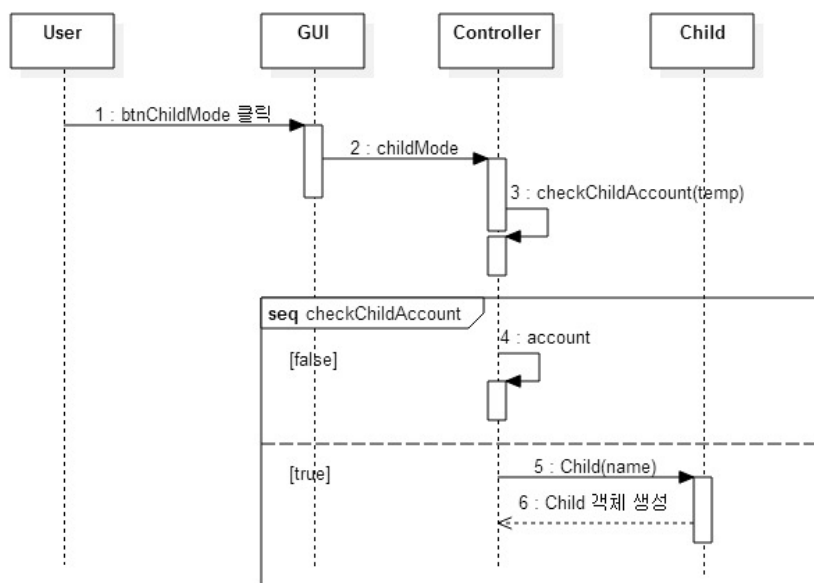 User
GUI
Controller
Child
1 : btnChildMode 클릭
2 : childMode
3 : checkChildAccount(temp)
seq checkChildAccount
4 : account
[false]
5 : Child(name)
[true]
6 : Child 객체 생성